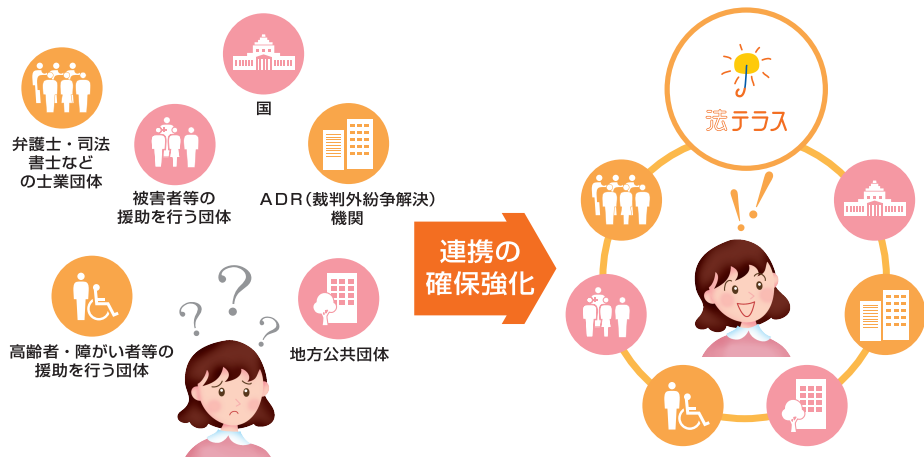 国
弁護士・司法
書士など
の士業団体
被害者等の
援助を行う団体
ADR(裁判外紛争解決)
機関
高齢者・障がい者等の
援助を行う団体
地方公共団体
? ? ?
連携の
確保強化
法テラス
!!